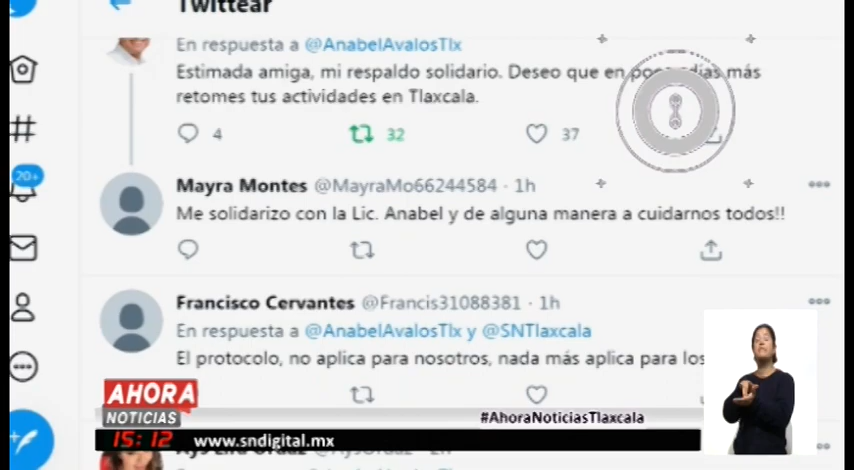 Twittear
En respuesta a @AnabelAvalosTlx
Estimada amiga, mi respaldo solidario. Deseo que en pocos días más
retomes tus actividades en Tlaxcala.
4 32 37
Mayra Montes @MayraMo66244584 · 1h
20+
Me solidarizo con la Lic. Anabel y de alguna manera a cuidarnos todos!!
Francisco Cervantes @Francis31088381 · 1h
En respuesta a @AnabelAvalosTlx y @SNTlaxcala
El protocolo, no aplica para nosotros, nada más aplica para los
AHORA
NOTICIAS
#AhoraNoticiasTlaxcala
15:12 www.sndigital.mx